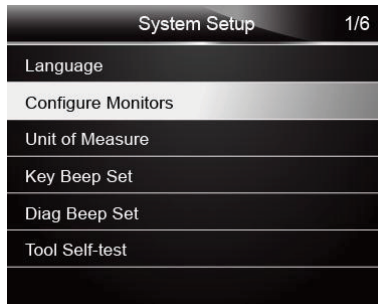 System Setup 1/6
Language
Configure Monitors
Unit of Measure
Key Beep Set
Diag Beep Set
Tool Self-test